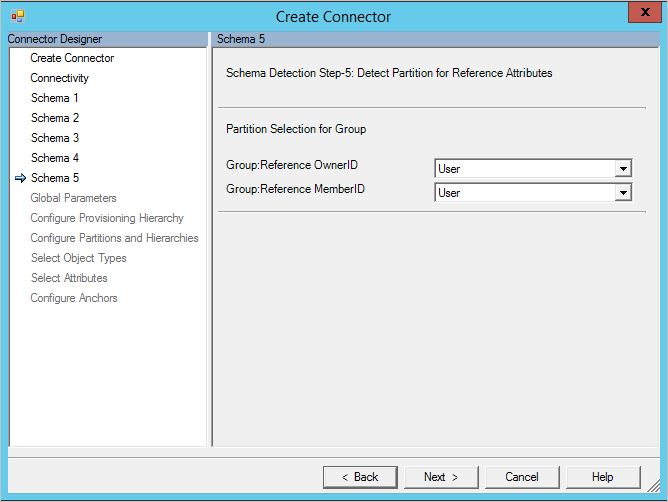 Create Connector
x
Connector Designer
Schema 5
Create Connector
Connectivity
Schema 1
Schema 2
Schema 3
Schema 4
Schema 5
Global Parameters
Configure Provisioning Hierarchy
Configure Partitions and Hierarchies
Select Object Types
Select Attributes
Configure Anchors
Schema Detection Step-5: Detect Partition for Reference Attributes
Partition Selection for Group
Group:Reference OwnerID
User
Group:Reference MemberID
User
< Back
Next >
Cancel
Help